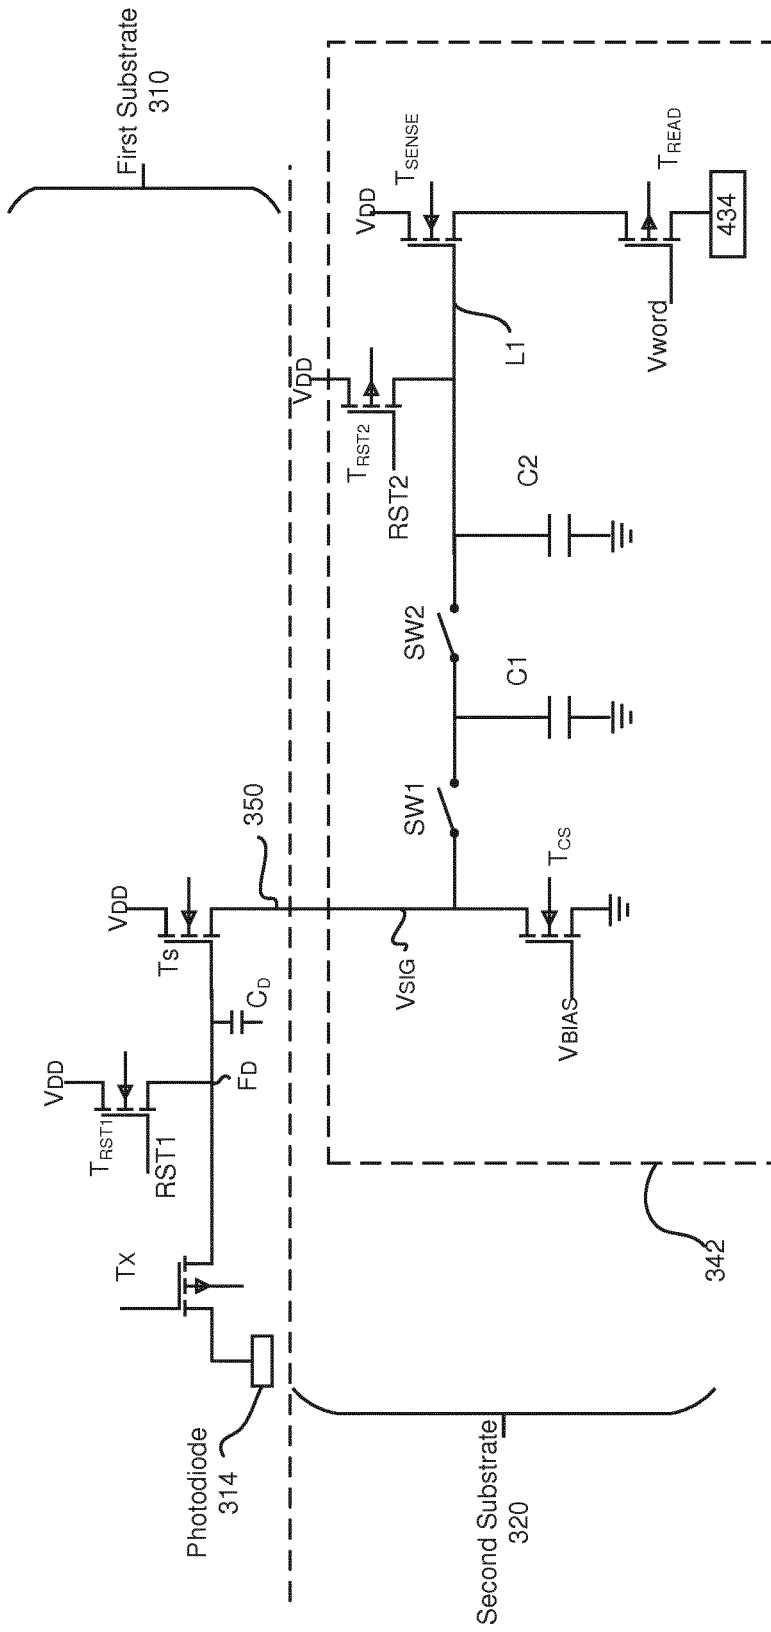 First Substrate
310
VDD
TSENSE
VDD
TRST2
RST2
L1
TREAD
Vword
434
C2
SW2
C1
SW1
350
VDD
Ts
CD
VSIG
TCS
VBIAS
VDD
TRST1
RST1
FD
TX
342
Photodiode
314
Second Substrate
320